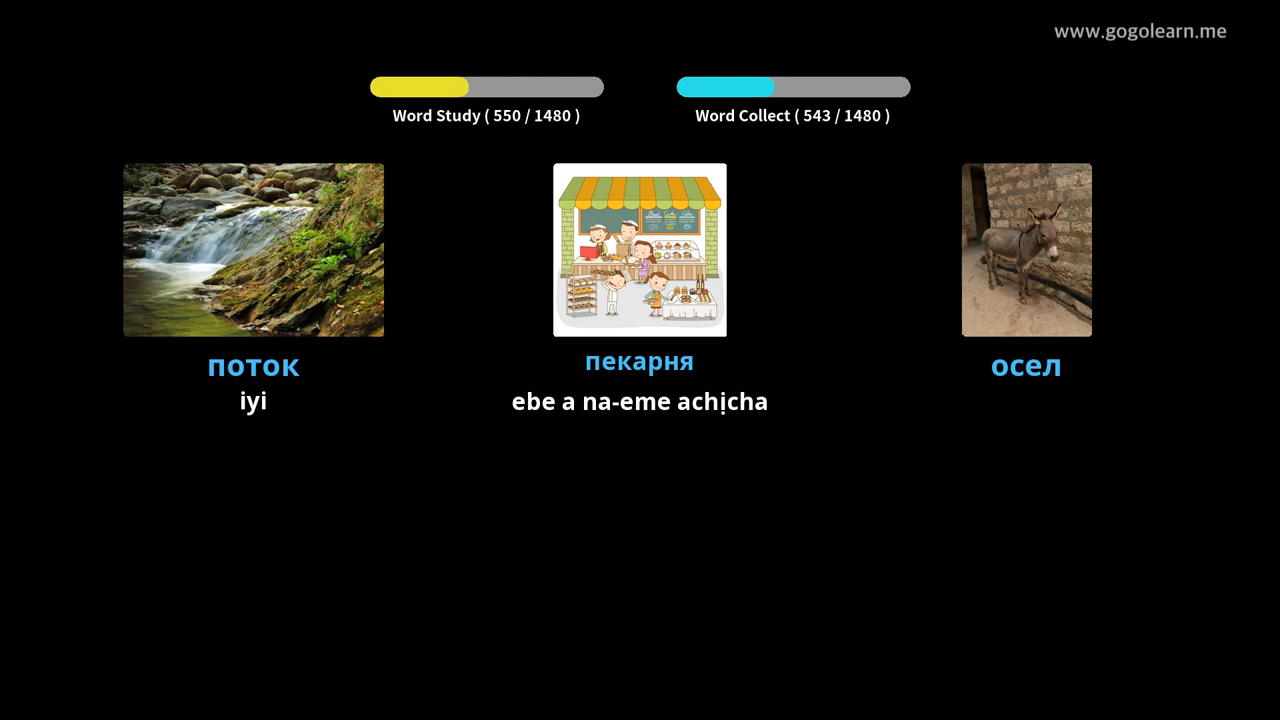 www.gogolearn.me
Word Study ( 550 / 1480 )
Word Collect ( 543 / 1480 )
поток
пекарня
осел
iyi
ebe a na-eme achịcha